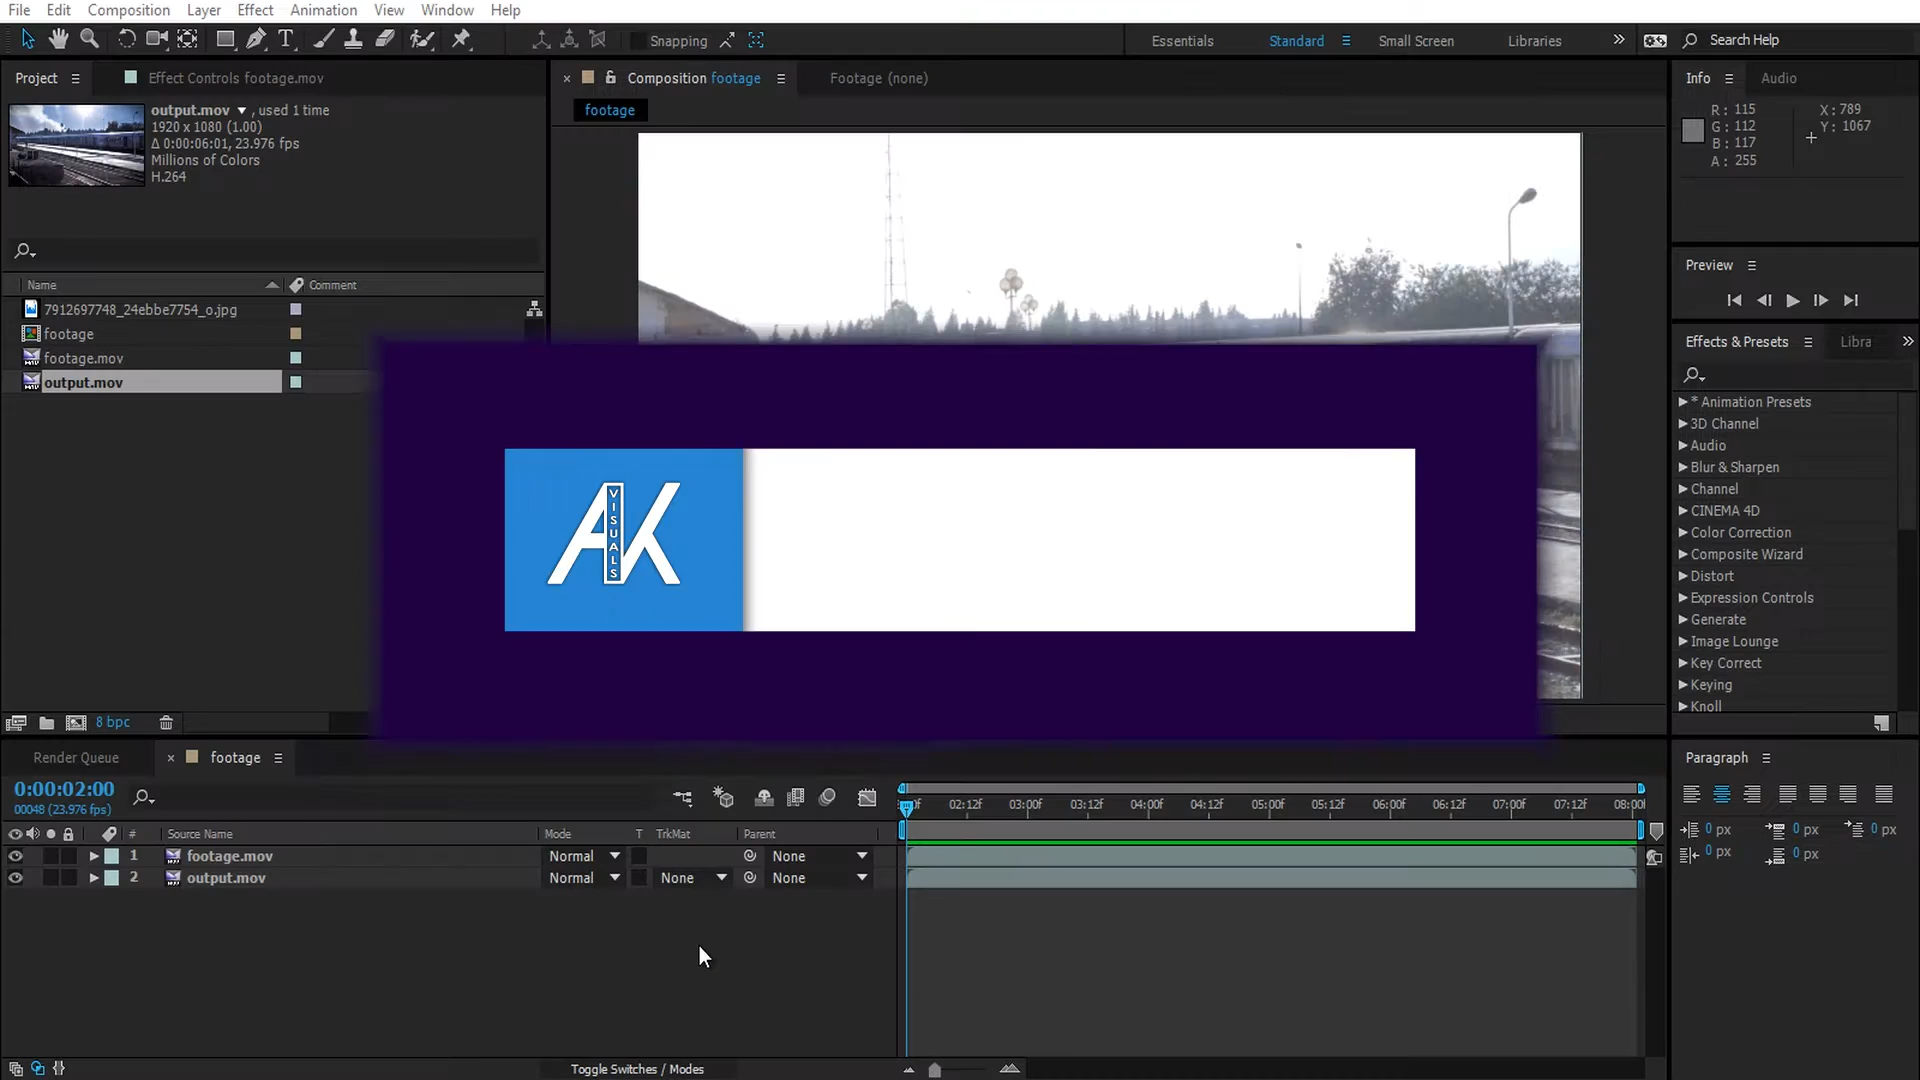 File Edit Composition Layer Effect Animation View Window Help
Snapping
Essentials Standard Small Screen Libraries Search Help
Project Effect Controls footage.mov
Composition footage Footage (none)
Info Audio
output.mov , used 1 time
1920 x 1080 (1.00)
Δ 0:00:06:01, 23.976 fps
Millions of Colors
H.264
footage
R: 115
G: 112
B: 117
A: 255
X: 789
Y: 1067
Name Comment
7912697748_24ebbe7754_o.jpg
footage
footage.mov
output.mov
Preview
Effects & Presets Libra
* Animation Presets
3D Channel
Audio
Blur & Sharpen
Channel
CINEMA 4D
Color Correction
Composite Wizard
Distort
Expression Controls
Generate
Image Lounge
Key Correct
Keying
Knoll
AK
VISUALS
8 bpc
Render Queue footage
Paragraph
0:00:02:00
00048 (23.976 fps)
02:12f 03:00f 03:12f 04:00f 04:12f 05:00f 05:12f 06:00f 06:12f 07:00f 07:12f 08:00f
# Source Name Mode T TrkMat Parent
1 footage.mov Normal None
2 output.mov Normal None None
0 px 0 px 0 px
0 px 0 px
Toggle Switches / Modes